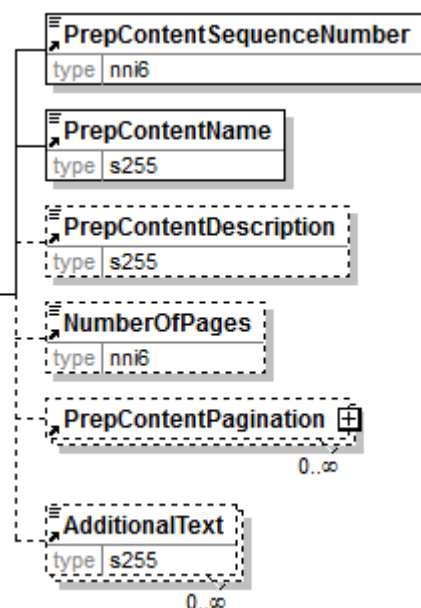 PrepContentSequenceNumber
type nni6
PrepContentName
type s255
PrepContentDescription
type s255
NumberOfPages
type nni6
PrepContentPagination
0..∞
AdditionalText
type s255
0..∞